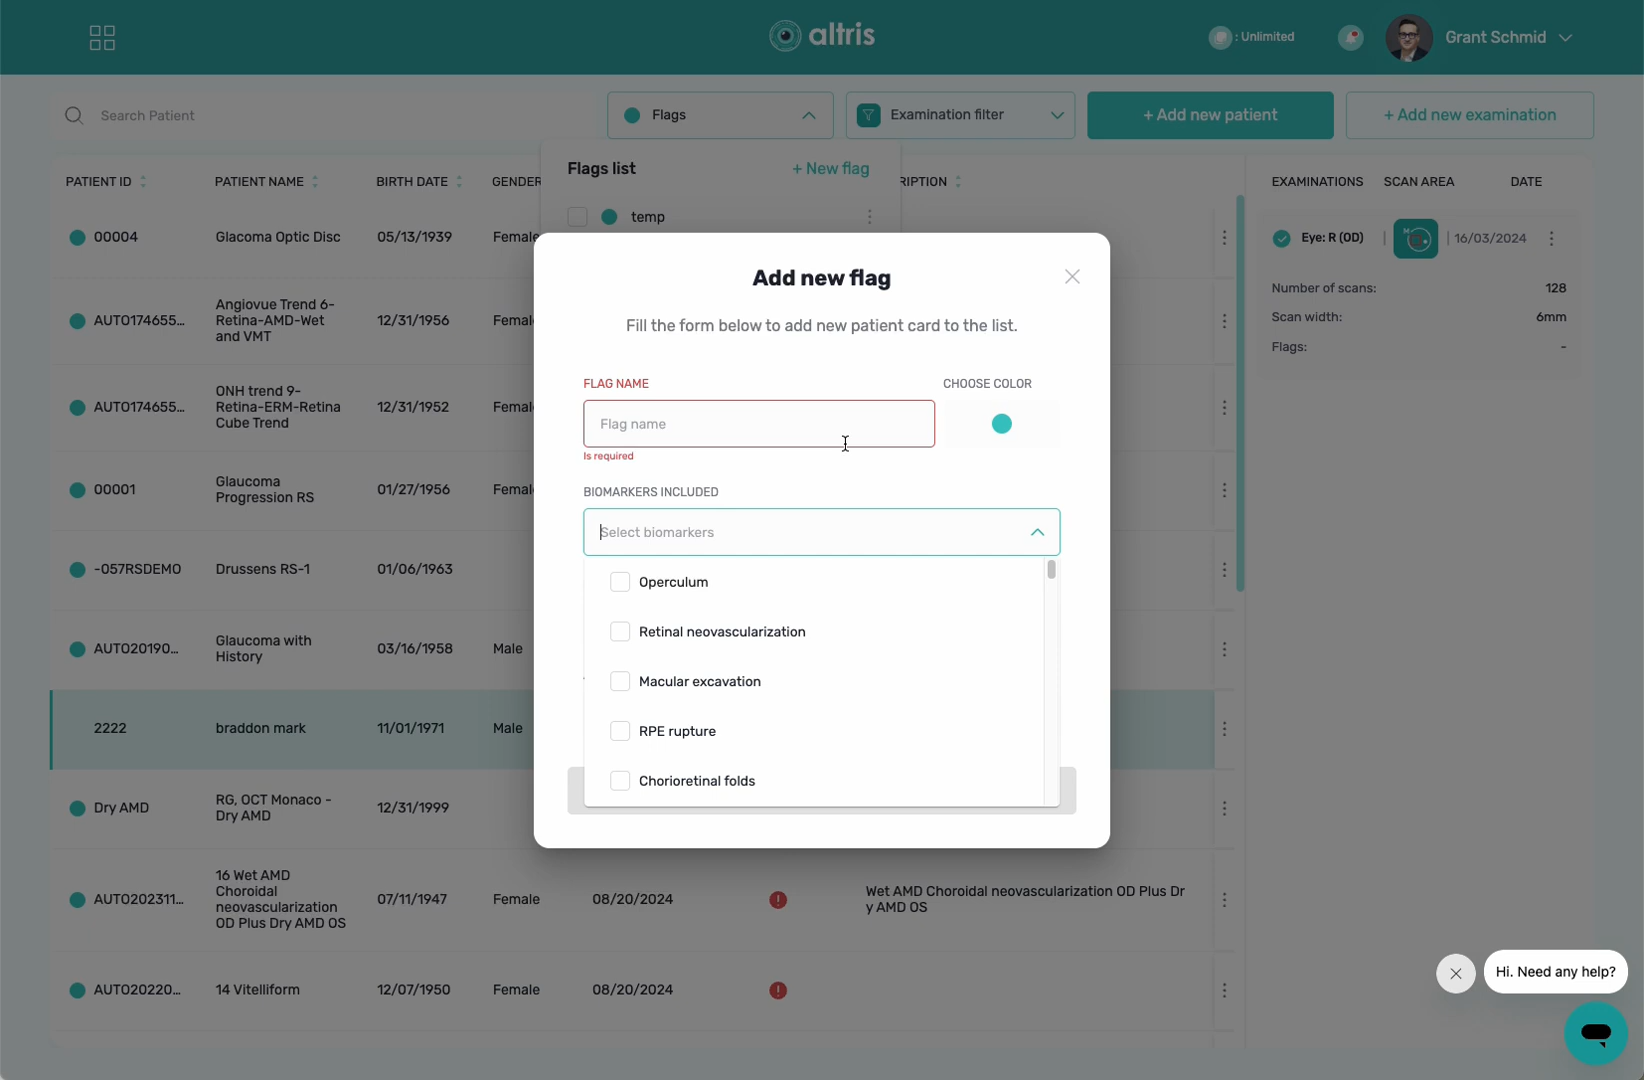 altris
: Unlimited
Grant Schmid
Search Patient
Flags
Examination filter
+ Add new patient
+ Add new examination
Flags list
+ New flag
temp
PATIENT ID
PATIENT NAME
BIRTH DATE
GENDER
RIPTION
00004
Glacoma Optic Disc
05/13/1939
Female
AUTO174655...
Angiovue Trend 6-
Retina-AMD-Wet
and VMT
12/31/1956
Femal
AUTO174655...
ONH trend 9-
Retina-ERM-Retina
Cube Trend
12/31/1952
Femal
00001
Glaucoma
Progression RS
01/27/1956
Femal
-057RSDEMO
Drussens RS-1
01/06/1963
AUTO20190...
Glaucoma with
History
03/16/1958
Male
2222
braddon mark
11/01/1971
Male
Dry AMD
RG, OCT Monaco -
Dry AMD
12/31/1999
AUTO202311...
16 Wet AMD
Choroidal
neovascularization
OD Plus Dry AMD OS
07/11/1947
Female
08/20/2024
Wet AMD Choroidal neovascularization OD Plus Dr
y AMD OS
AUTO20220...
14 Vitelliform
12/07/1950
Female
08/20/2024
Add new flag
Fill the form below to add new patient card to the list.
FLAG NAME
CHOOSE COLOR
Flag name
Is required
BIOMARKERS INCLUDED
Select biomarkers
Operculum
Retinal neovascularization
Macular excavation
RPE rupture
Chorioretinal folds
EXAMINATIONS
SCAN AREA
DATE
Eye: R (OD)
| M
| 16/03/2024
Number of scans:
128
Scan width:
6mm
Flags:
-
Hi. Need any help?